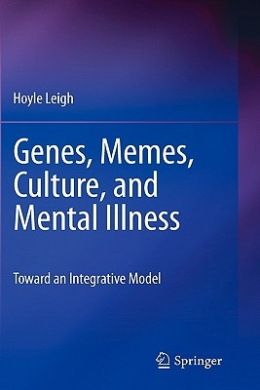 Hoyle Leigh
Genes, Memes,
Culture, and
Mental Illness
Toward an Integrative Model
Springer